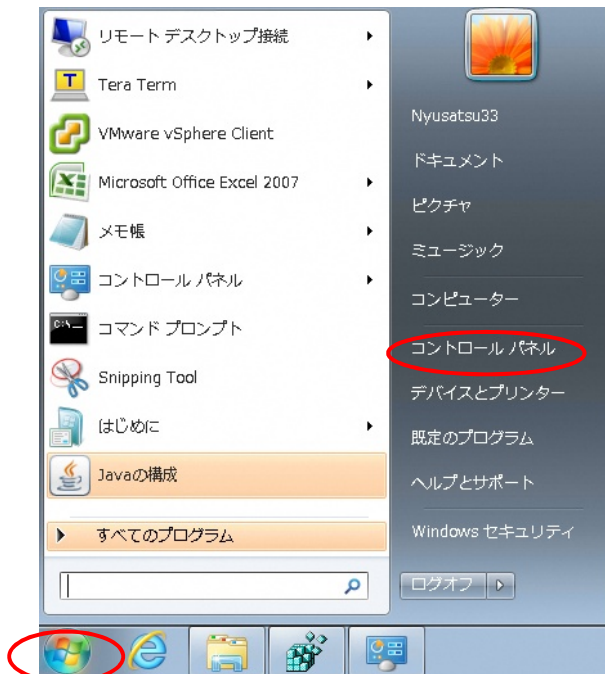 リモート デスクトップ接続
Tera Term
VMware vSphere Client
Microsoft Office Excel 2007
メモ帳
コントロール パネル
C:\
コマンド プロンプト
Snipping Tool
はじめに
Javaの構成
すべてのプログラム
Nyusatsu33
ドキュメント
ピクチャ
ミュージック
コンピューター
コントロール パネル
デバイスとプリンター
既定のプログラム
ヘルプとサポート
Windows セキュリティ
ログオフ